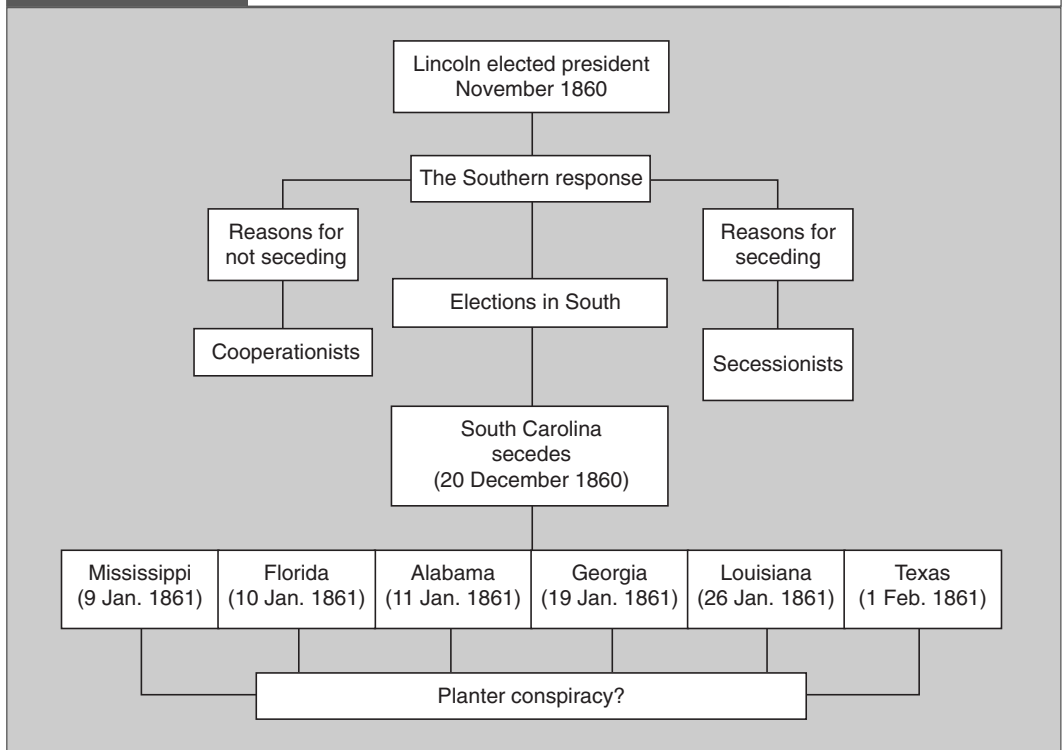 Lincoln elected president
November 1860
The Southern response
Reasons for
not seceding
Reasons for
seceding
Elections in South
Cooperationists
Secessionists
South Carolina
secedes
(20 December 1860)
Mississippi
(9 Jan. 1861)
Florida
(10 Jan. 1861)
Alabama
(11 Jan. 1861)
Georgia
(19 Jan. 1861)
Louisiana
(26 Jan. 1861)
Texas
(1 Feb. 1861)
Planter conspiracy?